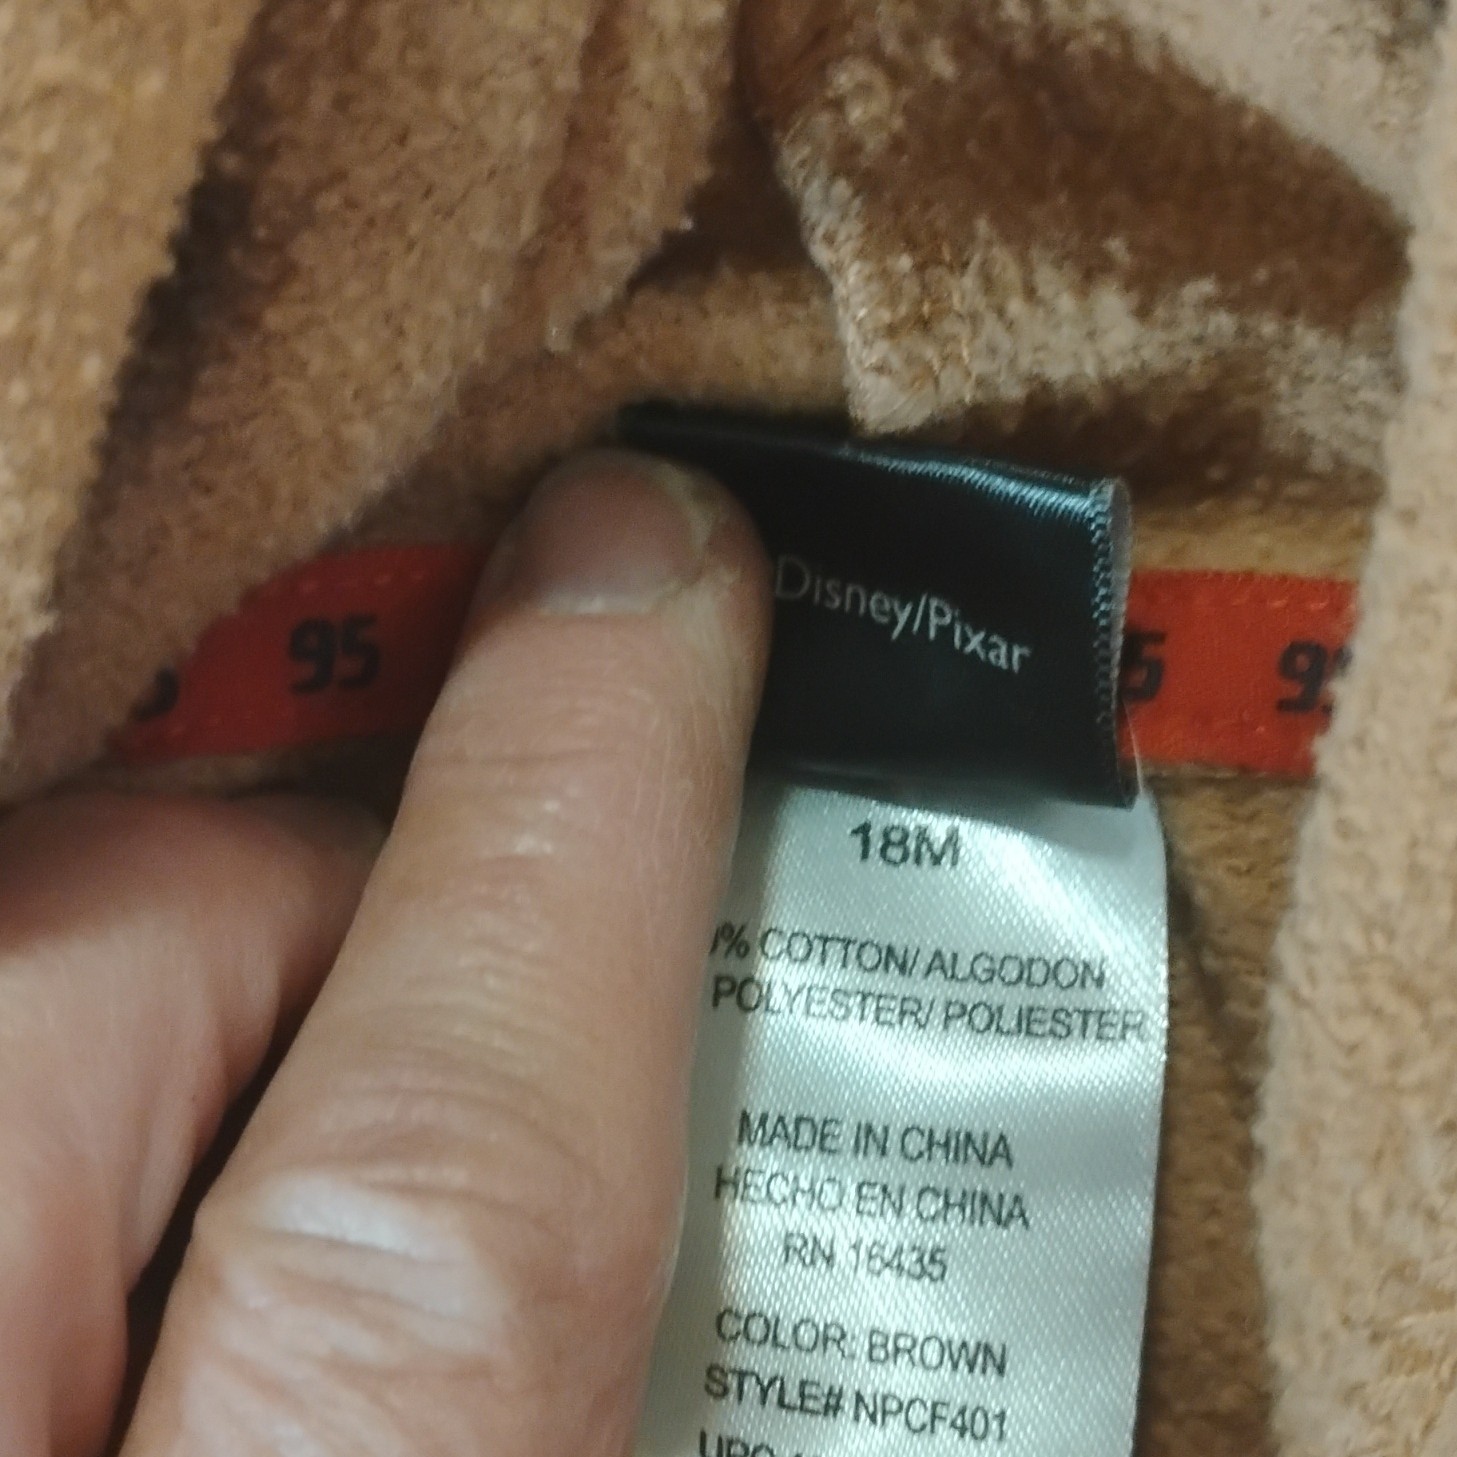 Disney/Pixar
95
95
18M
% COTTON/ ALGODON
POLYESTER/ POLIESTER
MADE IN CHINA
HECHO EN CHINA
RN 16435
COLOR: BROWN
STYLE# NPCF401